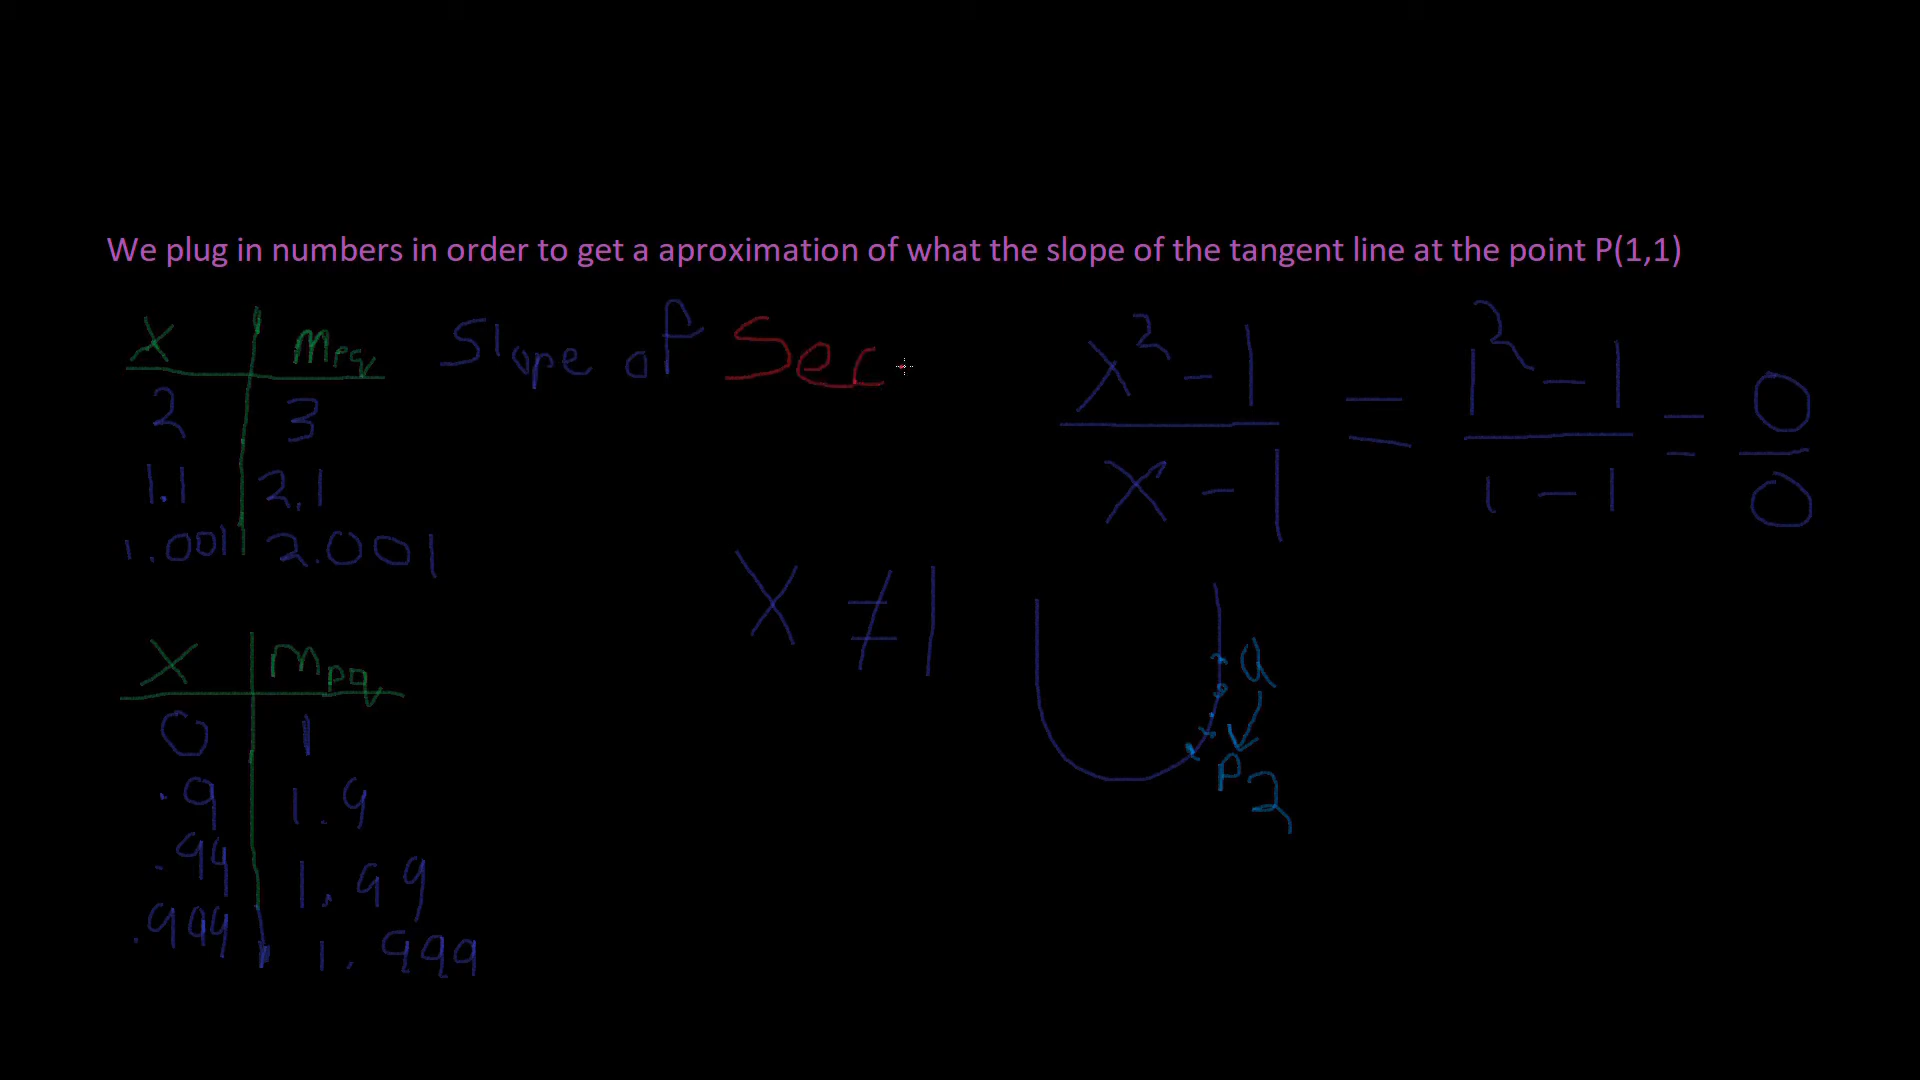 We plug in numbers in order to get a aproximation of what the slope of the tangent line at the point P(1,1)
x | mpq
2 | 3
1.1 | 2.1
1.001 | 2.001
Slope of Sec
x² - 1 / x - 1 = 1² - 1 / 1 - 1 = 0 / 0
x ≠ 1
Q
P 2
x | mpq
0 | 1
.9 | 1.9
.99 | 1.99
.999 | 1.999